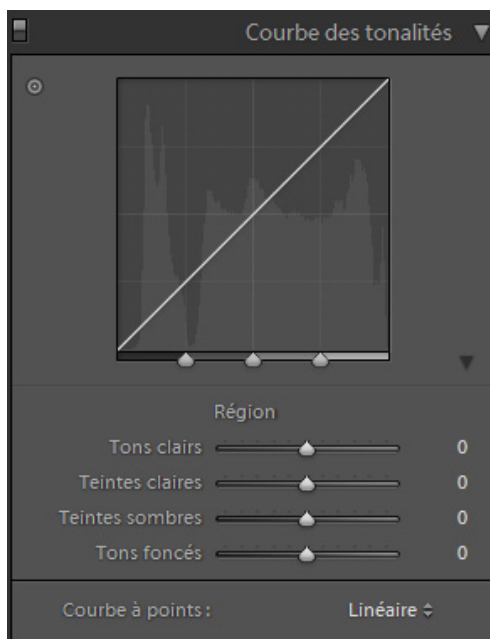 Courbe des tonalités
Région
Tons clairs 0
Teintes claires 0
Teintes sombres 0
Tons foncés 0
Courbe à points : Linéaire